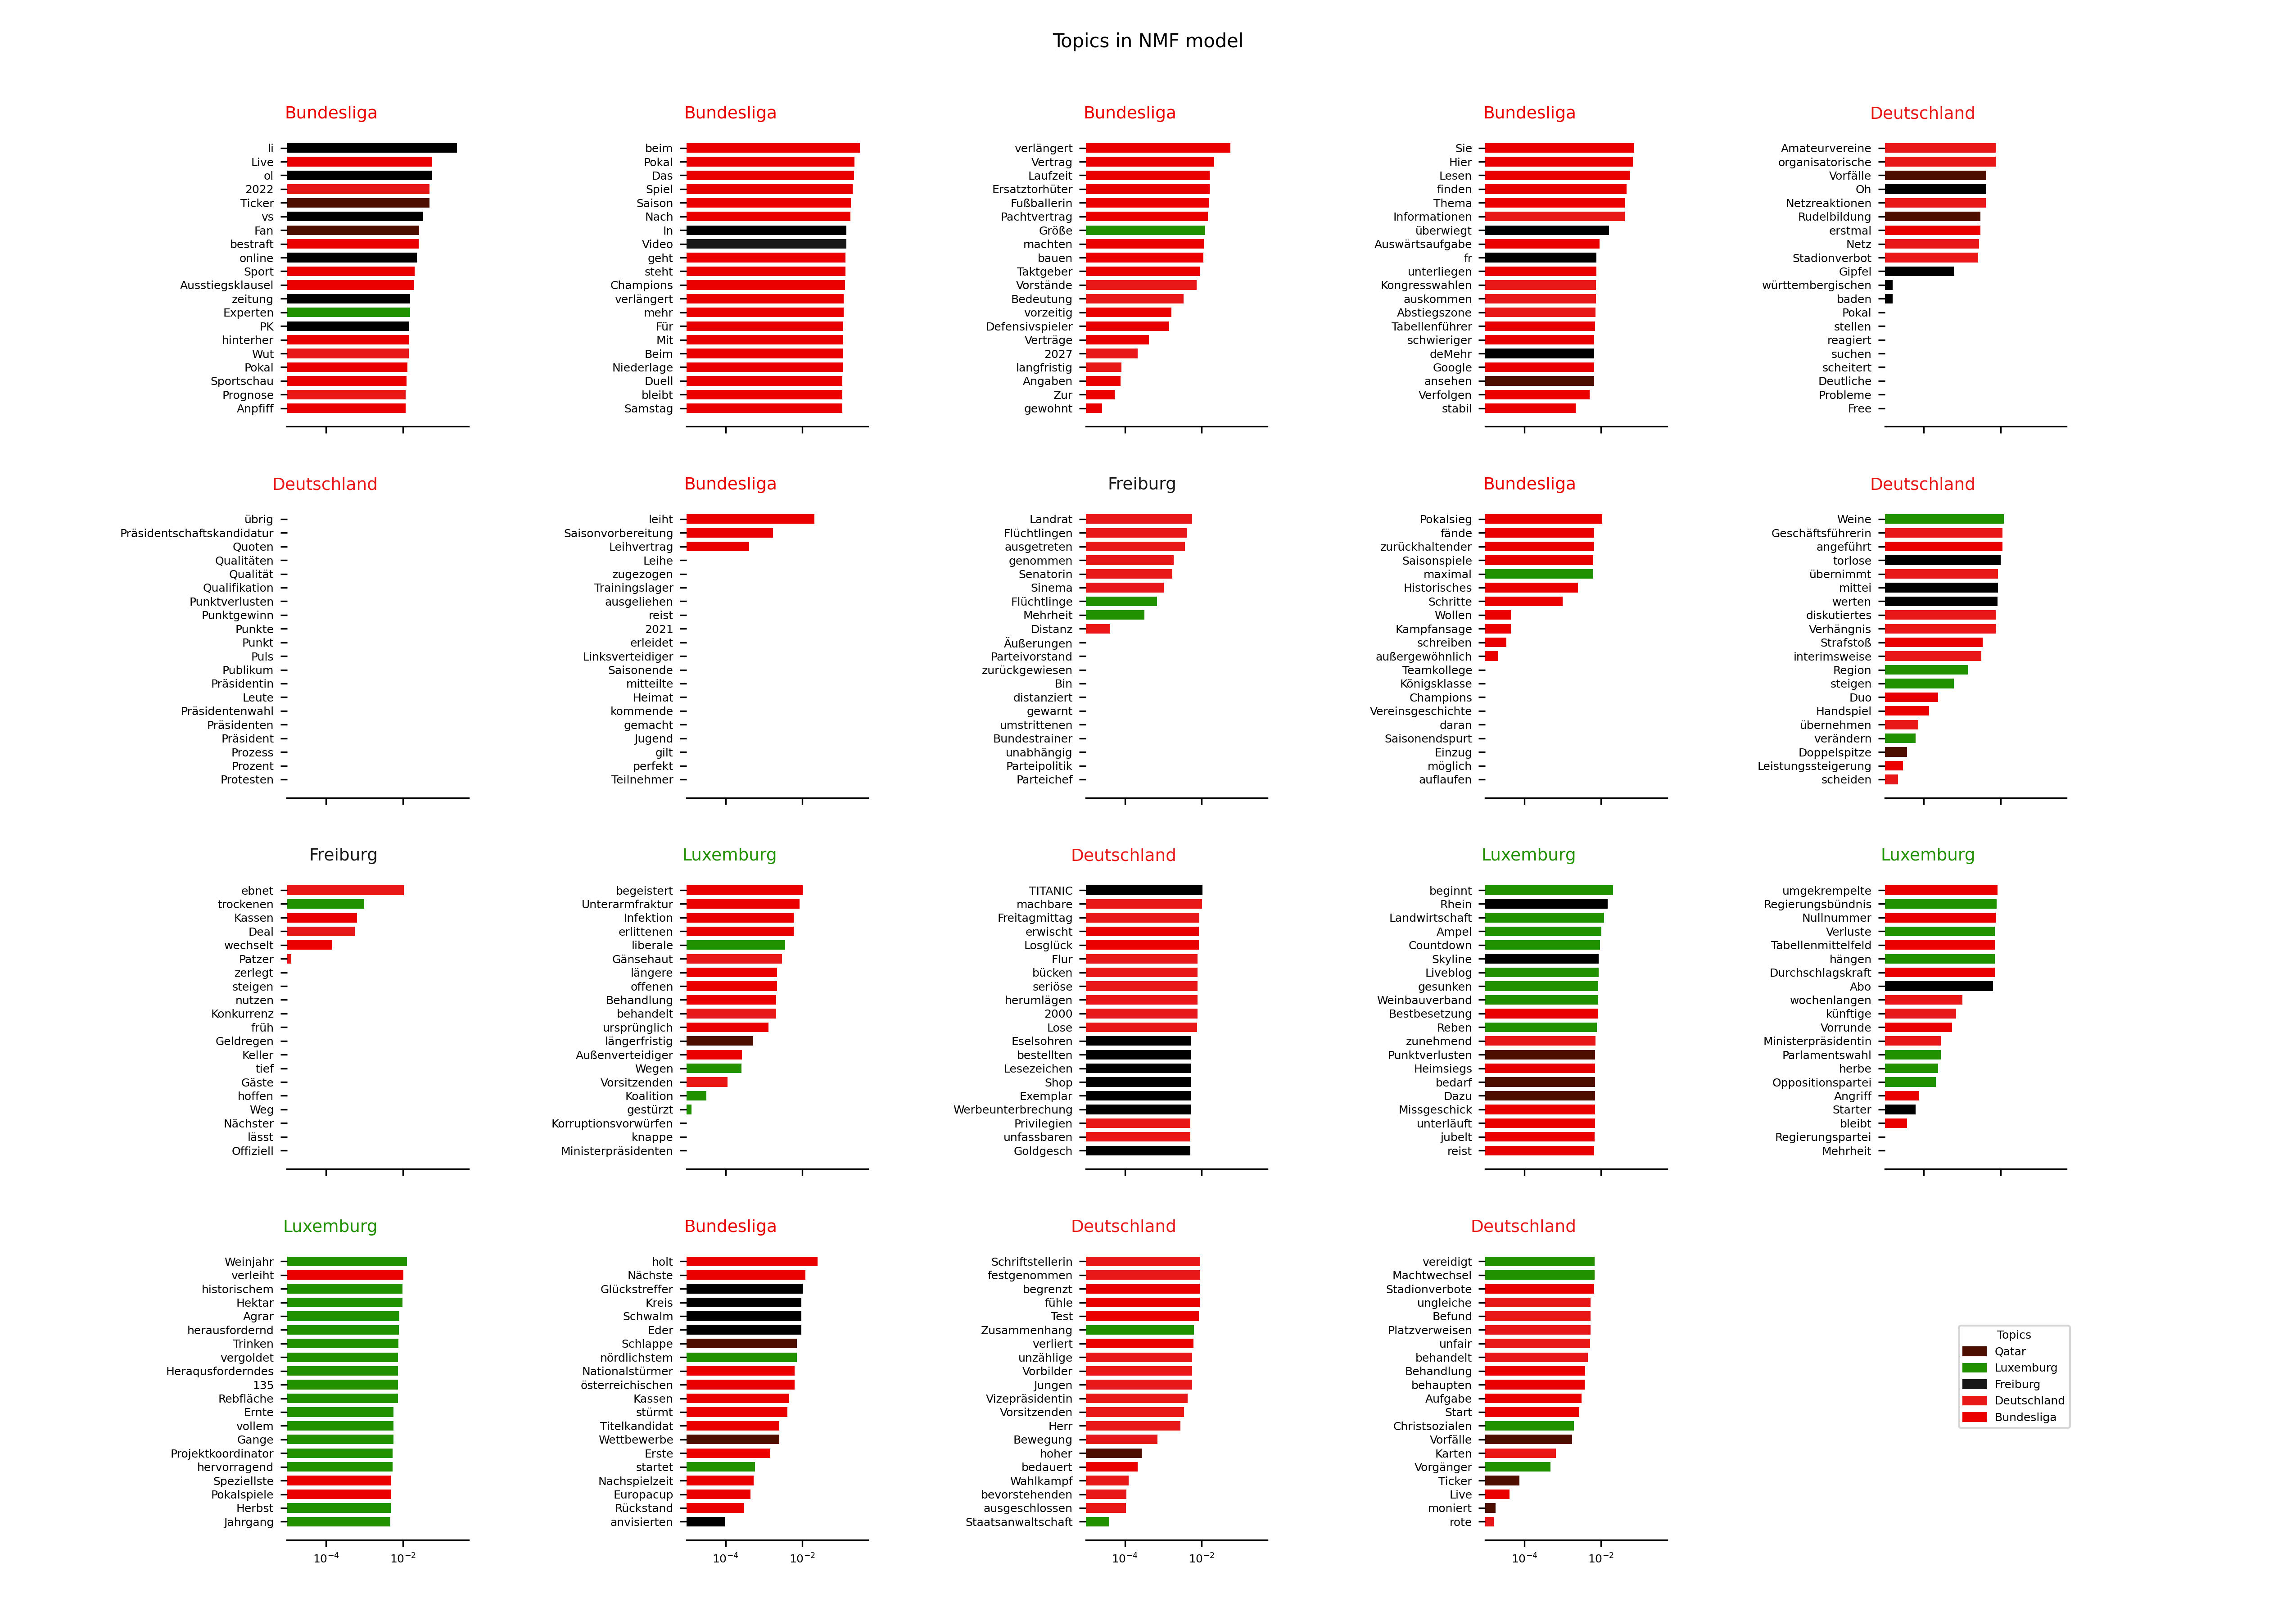 Topics in NMF model
Bundesliga
li
Live
ol
2022
Ticker
vs
Fan
bestraft
online
Sport
Ausstiegsklausel
zeitung
Experten
PK
hinterher
Wut
Pokal
Sportschau
Prognose
Anpfiff
Bundesliga
beim
Pokal
Das
Spiel
Saison
Nach
In
Video
geht
steht
Champions
verlängert
mehr
Für
Mit
Beim
Niederlage
Duell
bleibt
Samstag
Bundesliga
verlängert
Vertrag
Laufzeit
Ersatztorhüter
Fußballerin
Pachtvertrag
Größe
machten
bauen
Taktgeber
Vorstände
Bedeutung
vorzeitig
Defensivspieler
Verträge
2027
langfristig
Angaben
Zur
gewohnt
Bundesliga
Sie
Hier
Lesen
finden
Thema
Informationen
überwiegt
Auswärtsaufgabe
fr
unterliegen
Kongresswahlen
auskommen
Abstiegszone
Tabellenführer
schwieriger
deMehr
Google
ansehen
Verfolgen
stabil
Deutschland
Amateurvereine
organisatorische
Vorfälle
Oh
Netzreaktionen
Rudelbildung
erstmal
Netz
Stadionverbot
Gipfel
württembergischen
baden
Pokal
stellen
reagiert
suchen
scheitert
Deutliche
Probleme
Free
Deutschland
übrig
Präsidentschaftskandidatur
Quoten
Qualitäten
Qualität
Qualifikation
Punktverlusten
Punktgewinn
Punkte
Punkt
Puls
Publikum
Präsidentin
Leute
Präsidentenwahl
Präsidenten
Präsident
Prozess
Prozent
Protesten
Bundesliga
leiht
Saisonvorbereitung
Leihvertrag
Leihe
zugezogen
Trainingslager
ausgeliehen
reist
2021
erleidet
Linksverteidiger
Saisonende
mitteilte
Heimat
kommende
gemacht
Jugend
gilt
perfekt
Teilnehmer
Freiburg
Landrat
Flüchtlingen
ausgetreten
genommen
Senatorin
Sinema
Flüchtlinge
Mehrheit
Distanz
Äußerungen
Parteivorstand
zurückgewiesen
Bin
distanziert
gewarnt
umstrittenen
Bundestrainer
unabhängig
Parteipolitik
Parteichef
Bundesliga
Pokalsieg
fände
zurückhaltender
Saisonspiele
maximal
Historisches
Schritte
Wollen
Kampfansage
schreiben
außergewöhnlich
Teamkollege
Königsklasse
Champions
Vereinsgeschichte
daran
Saisonendspurt
Einzug
möglich
auflaufen
Deutschland
Weine
Geschäftsführerin
angeführt
torlose
übernimmt
mittei
werten
diskutiertes
Verhängnis
Strafstoß
interimsweise
Region
steigen
Duo
Handspiel
übernehmen
verändern
Doppelspitze
Leistungssteigerung
scheiden
Freiburg
ebnet
trockenen
Kassen
Deal
wechselt
Patzer
zerlegt
steigen
nutzen
Konkurrenz
früh
Geldregen
Keller
tief
Gäste
hoffen
Weg
Nächster
lässt
Offiziell
Luxemburg
begeistert
Unterarmfraktur
Infektion
erlittenen
liberale
Gänsehaut
längere
offenen
Behandlung
behandelt
ursprünglich
längerfristig
Außenverteidiger
Wegen
Vorsitzenden
Koalition
gestürzt
Korruptionsvorwürfen
knappe
Ministerpräsidenten
Deutschland
TITANIC
machbare
Freitagmittag
erwischt
Losglück
Flur
bücken
seriöse
herumlägen
2000
Lose
Eselsohren
bestellten
Lesezeichen
Shop
Exemplar
Werbeunterbrechung
Privilegien
unfassbaren
Goldgesch
Luxemburg
beginnt
Rhein
Landwirtschaft
Ampel
Countdown
Skyline
Liveblog
gesunken
Weinbauverband
Bestbesetzung
Reben
zunehmend
Punktverlusten
Heimsiegs
bedarf
Dazu
Missgeschick
unterläuft
jubelt
reist
Luxemburg
umgekrempelte
Regierungsbündnis
Nullnummer
Verluste
Tabellenmittelfeld
hängen
Durchschlagskraft
Abo
wochenlangen
künftige
Vorrunde
Ministerpräsidentin
Parlamentswahl
herbe
Oppositionspartei
Angriff
Starter
bleibt
Regierungspartei
Mehrheit
Luxemburg
Weinjahr
verleiht
historischem
Hektar
Agrar
herausfordernd
Trinken
vergoldet
Heraqusforderndes
135
Rebfläche
Ernte
vollem
Gange
Projektkoordinator
hervorragend
Speziellste
Pokalspiele
Herbst
Jahrgang
10⁻⁴ 10⁻²
Bundesliga
holt
Nächste
Glückstreffer
Kreis
Schwalm
Eder
Schlappe
nördlichstem
Nationalstürmer
österreichischen
Kassen
stürmt
Titelkandidat
Wettbewerbe
Erste
startet
Nachspielzeit
Europacup
Rückstand
anvisierten
10⁻⁴ 10⁻²
Deutschland
Schriftstellerin
festgenommen
begrenzt
fühle
Test
Zusammenhang
verliert
unzählige
Vorbilder
Jungen
Vizepräsidentin
Vorsitzenden
Herr
Bewegung
hoher
bedauert
Wahlkampf
bevorstehenden
ausgeschlossen
Staatsanwaltschaft
10⁻⁴ 10⁻²
Deutschland
vereidigt
Machtwechsel
Stadionverbote
ungleiche
Befund
Platzverweisen
unfair
behandelt
Behandlung
behaupten
Aufgabe
Start
Christsozialen
Vorfälle
Karten
Vorgänger
Ticker
Live
moniert
rote
10⁻⁴ 10⁻²
Topics
Qatar
Luxemburg
Freiburg
Deutschland
Bundesliga